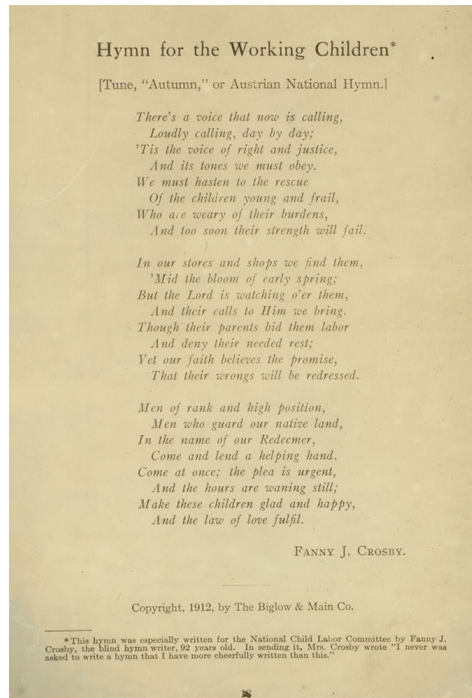 Hymn for the Working Children*
[Tune, "Autumn," or Austrian National Hymn.]
There's a voice that now is calling,
Loudly calling, day by day;
'Tis the voice of right and justice,
And its tones we must obey.
We must hasten to the rescue
Of the children young and frail,
Who are weary of their burdens,
And too soon their strength will fail.
In our stores and shops we find them,
'Mid the bloom of early spring;
But the Lord is watching o'er them,
And their calls to Him we bring.
Though their parents bid them labor
And deny their needed rest;
Yet our faith believes the promise,
That their wrongs will be redressed.
Men of rank and high position,
Men who guard our native land,
In the name of our Redeemer,
Come and lend a helping hand.
Come at once; the plea is urgent,
And the hours are waning still;
Make these children glad and happy,
And the law of love fulfil.
FANNY J. CROSBY.
Copyright, 1912, by The Biglow & Main Co.
*This hymn was especially written for the National Child Labor Committee by Fanny J.
Crosby, the blind hymn writer, 92 years old. In sending it, Mrs. Crosby wrote "I never was
asked to write a hymn that I have more cheerfully written than this."